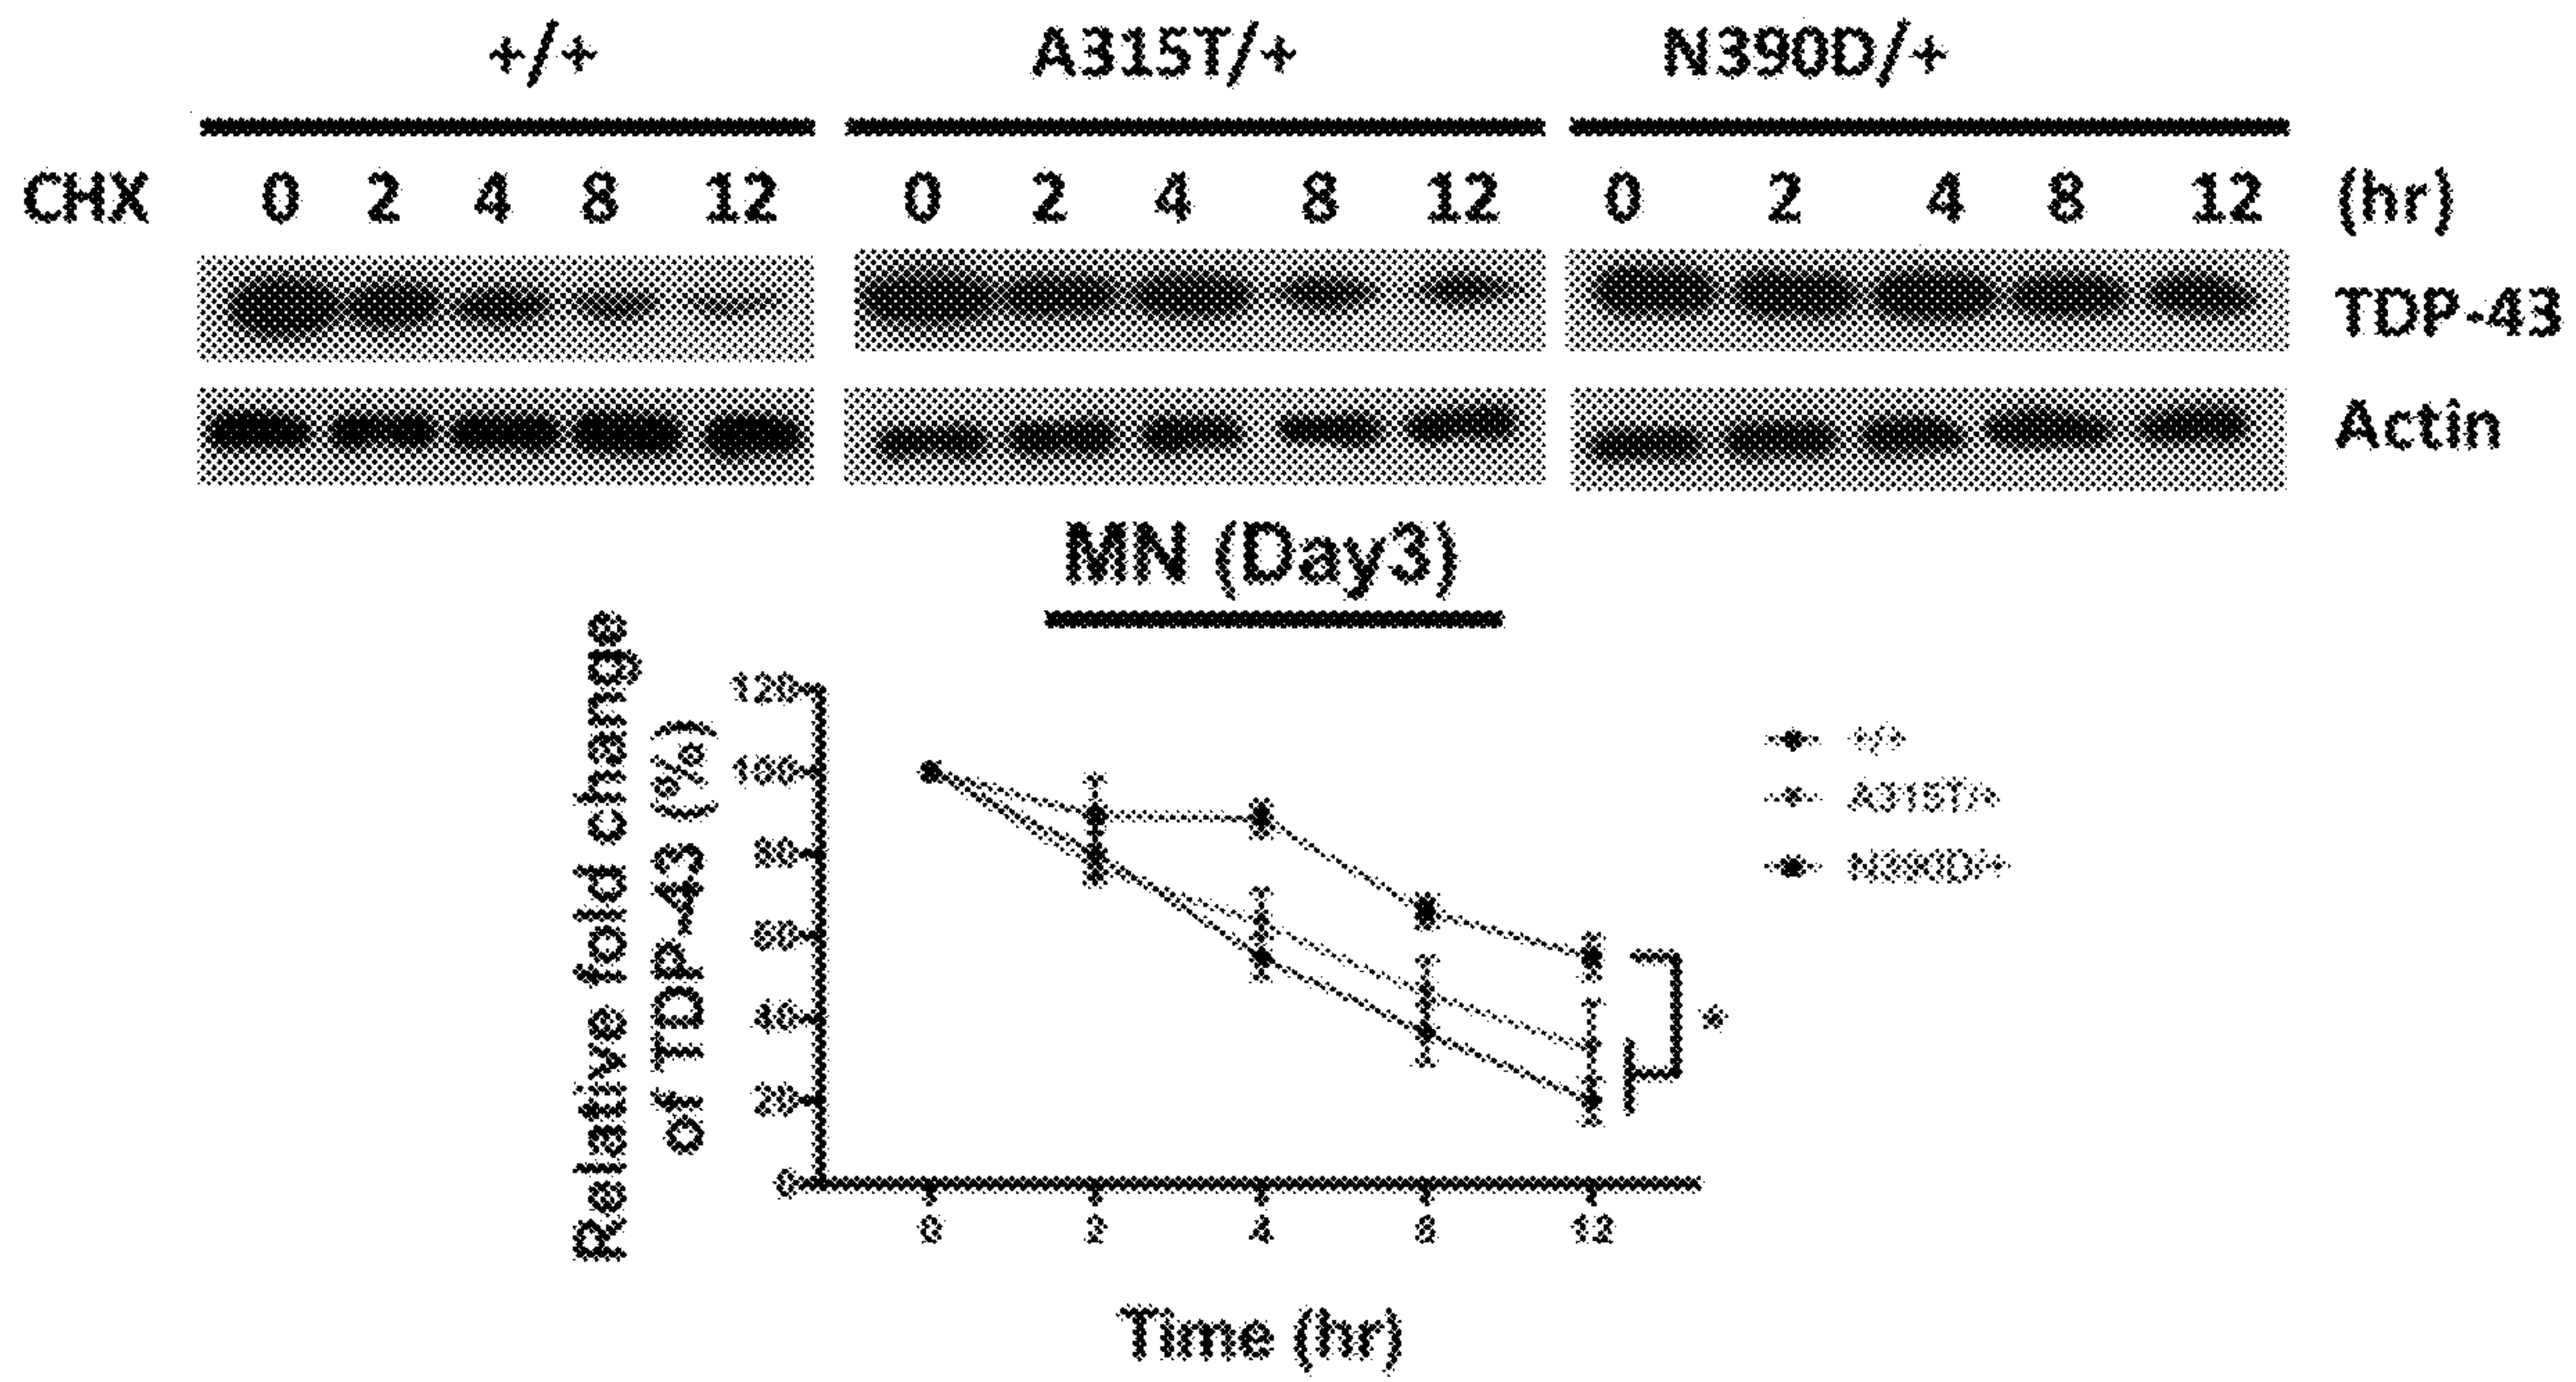 +/+ A315T/+ N390D/+
CHX 0 2 4 8 12 0 2 4 8 12 0 2 4 8 12 (hr)
TDP-43
Actin
MN (Day3)
Relative fold change
of TDP-43 (%)
120
100
80
60
40
20
0
0 2 4 8 12
Time (hr)
+/+
A315T/+
N390D/+
*